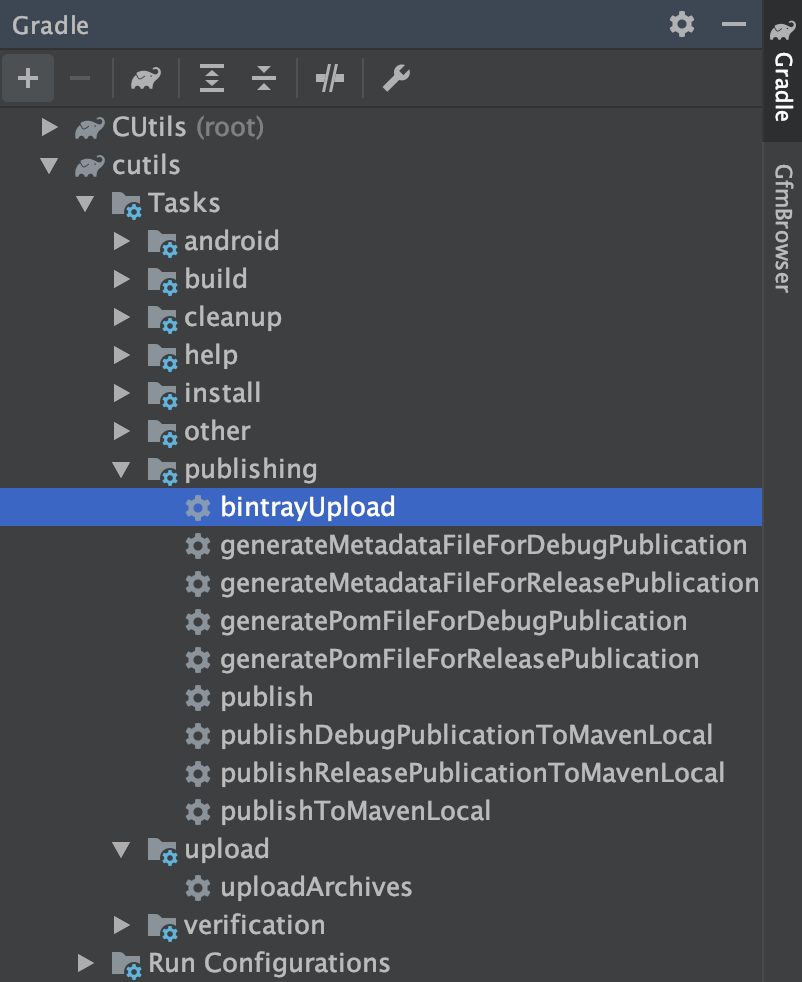 Gradle
CUtils (root)
cutils
Tasks
android
build
cleanup
help
install
other
publishing
bintrayUpload
generateMetadataFileForDebugPublication
generateMetadataFileForReleasePublication
generatePomFileForDebugPublication
generatePomFileForReleasePublication
publish
publishDebugPublicationToMavenLocal
publishReleasePublicationToMavenLocal
publishToMavenLocal
upload
uploadArchives
verification
Run Configurations
Gradle
GfmBrowser